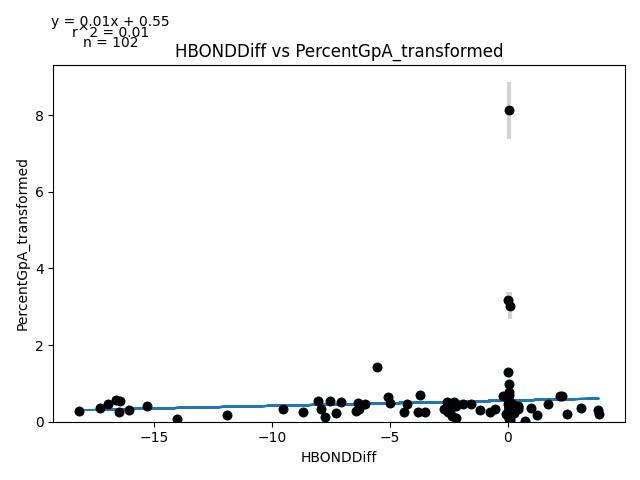 y = 0.01x + 0.55
r^2 = 0.01
n = 102
HBONDDiff vs PercentGpA_transformed
PercentGpA_transformed
8
6
4
2
0
−15
−10
−5
0
HBONDDiff